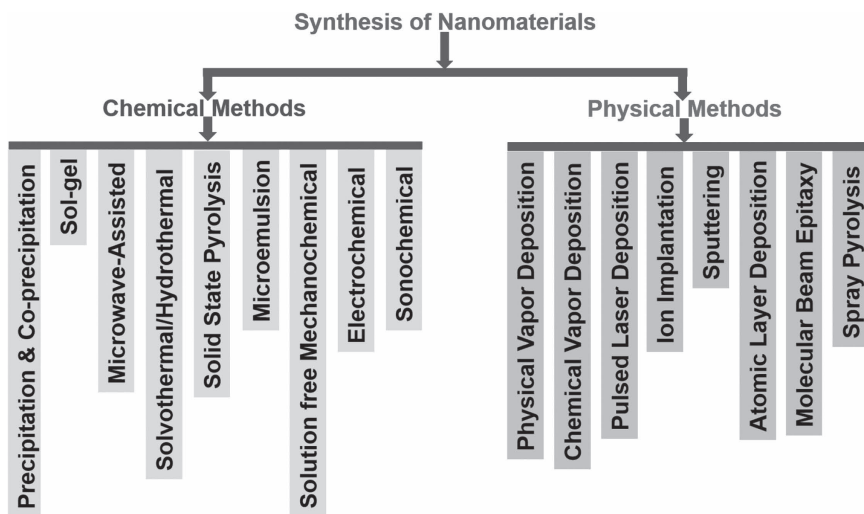 Synthesis of Nanomaterials
Chemical Methods
Physical Methods
Precipitation & Co-precipitation
Sol-gel
Microwave-Assisted
Solvothermal/Hydrothermal
Solid State Pyrolysis
Microemulsion
Solution free Mechanochemical
Electrochemical
Sonochemical
Physical Vapor Deposition
Chemical Vapor Deposition
Pulsed Laser Deposition
Ion Implantation
Sputtering
Atomic Layer Deposition
Molecular Beam Epitaxy
Spray Pyrolysis